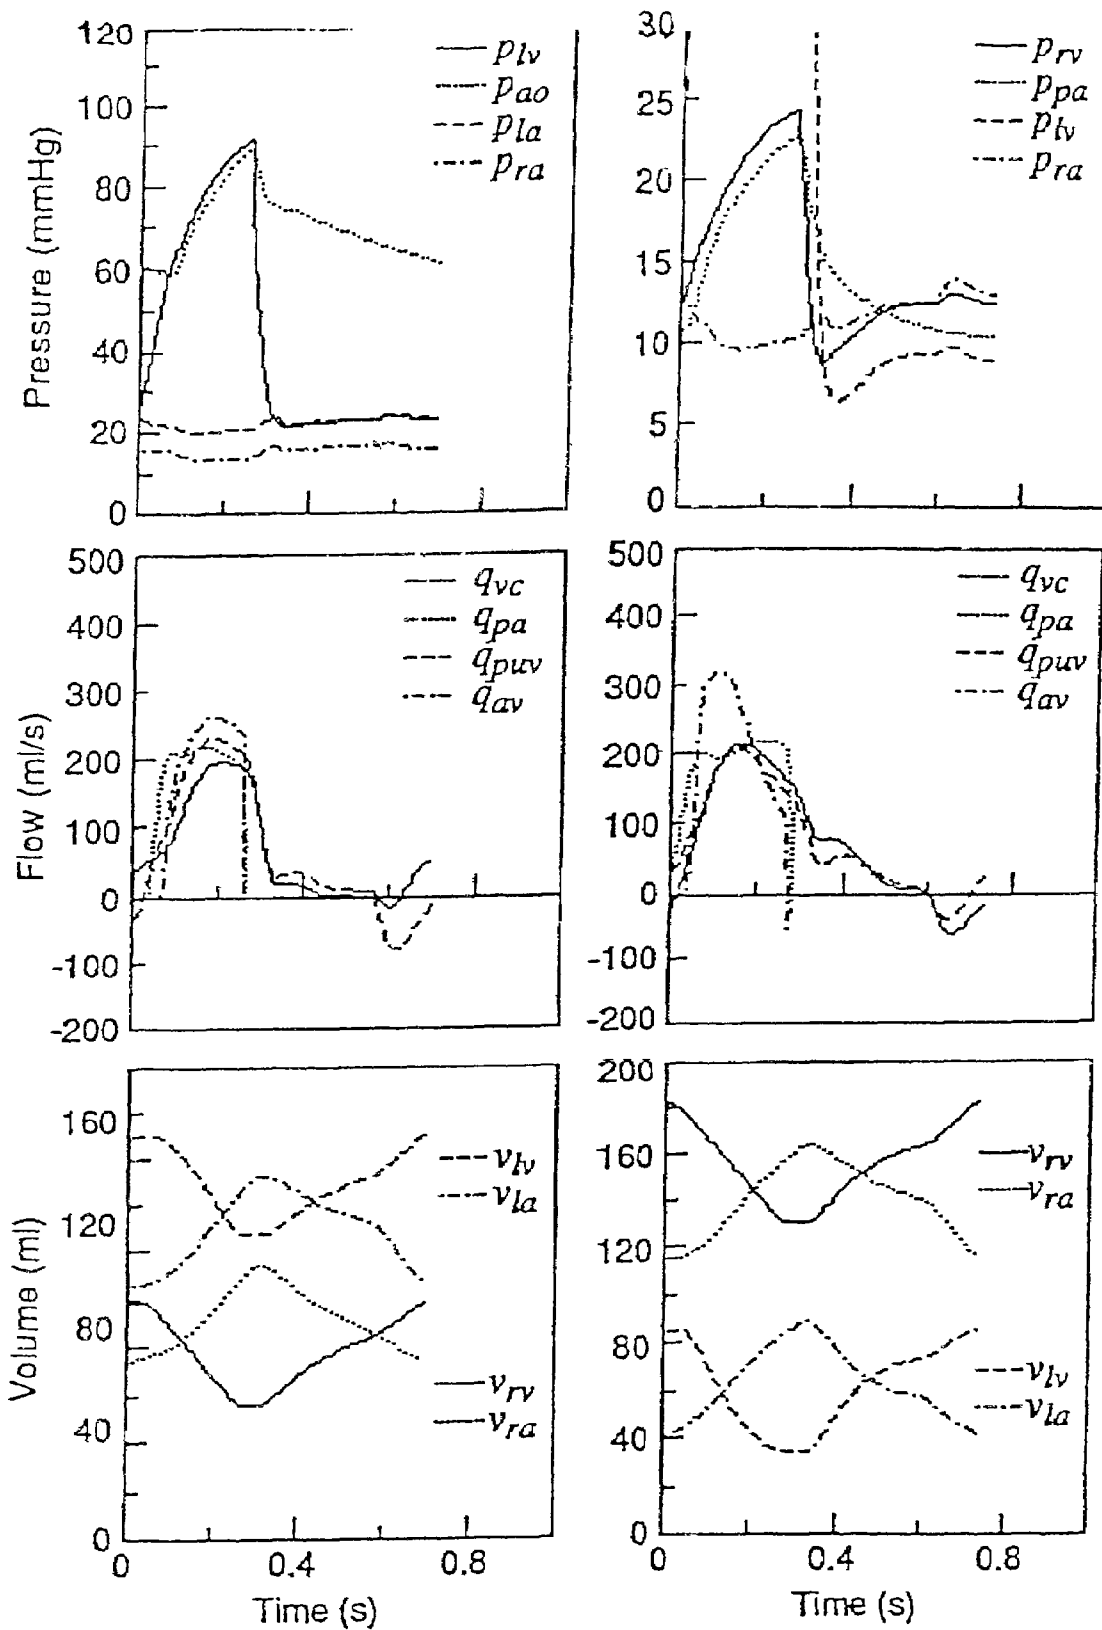 120
100
80
60
40
20
0
Pressure (mmHg)
p_lv
p_ao
p_la
p_ra
30
25
20
15
10
5
0
p_rv
p_pa
p_lv
p_ra
500
400
300
200
100
0
-100
-200
Flow (ml/s)
q_vc
q_pa
q_puv
q_av
500
400
300
200
100
0
-100
-200
q_vc
q_pa
q_puv
q_av
160
120
80
40
0
Volume (ml)
v_lv
v_la
v_rv
v_ra
0
0.4
0.8
Time (s)
200
160
120
80
40
0
v_rv
v_ra
v_lv
v_la
0
0.4
0.8
Time (s)